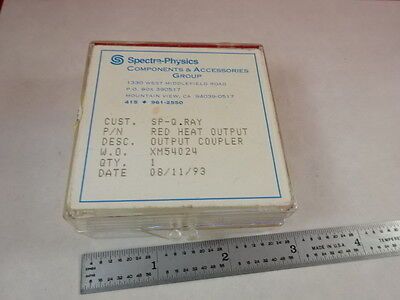 Spectra-Physics
COMPONENTS & ACCESSORIES
GROUP
1330 WEST MIDDLEFIELD ROAD
P.O. BOX 390517
MOUNTAIN VIEW, CA 94039-0517
415 • 961-2550
CUST. SP-Q.RAY
P/N RED HEAT OUTPUT
DESC. OUTPUT COUPLER
W.O. XM54024
QTY. 1
DATE 08/11/93
1 2 3 4
MADE IN U.S.A.